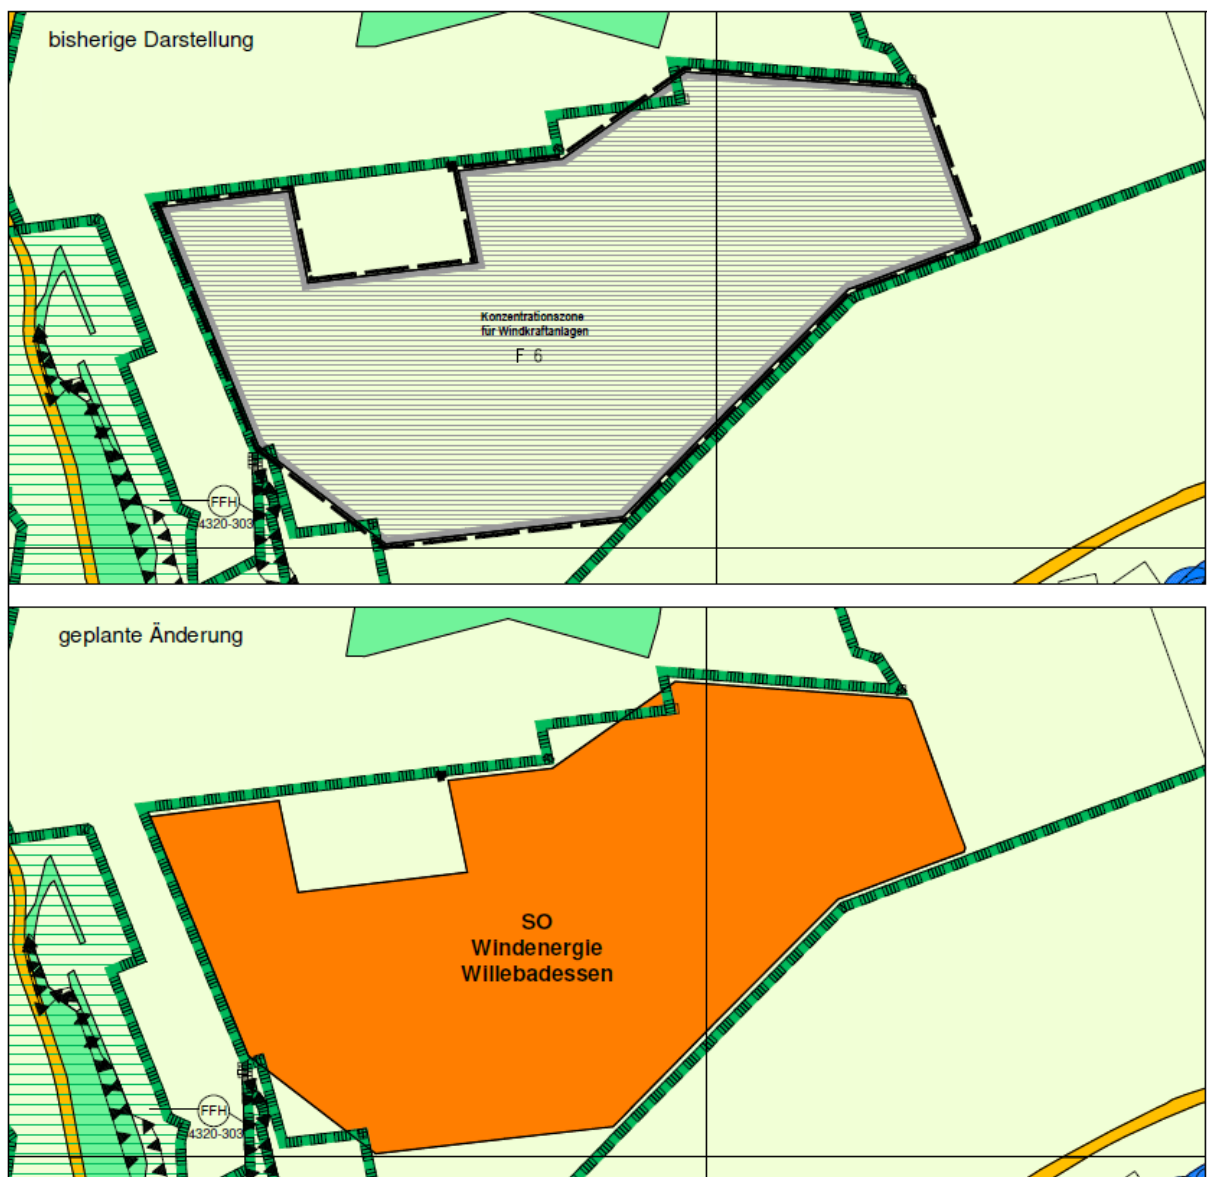 bisherige Darstellung
Konzentrationszone
für Windkraftanlagen
F 6
FFH
4320-303
geplante Änderung
SO
Windenergie
Willebadessen
FFH
4320-303